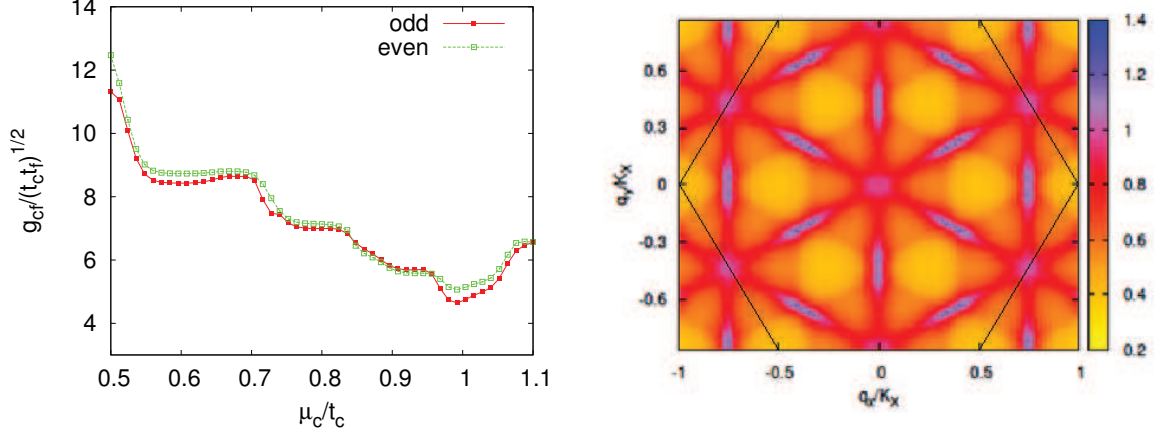 14
12
10
8
6
4
g_cf/(t_c t_f)^1/2
odd
even
0.5 0.6 0.7 0.8 0.9 1 1.1
μ_c/t_c
0.6
0.3
0
-0.3
-0.6
q_y/K_X
-1 -0.5 0 0.5 1
q_x/K_X
1.4
1.2
1
0.8
0.6
0.4
0.2